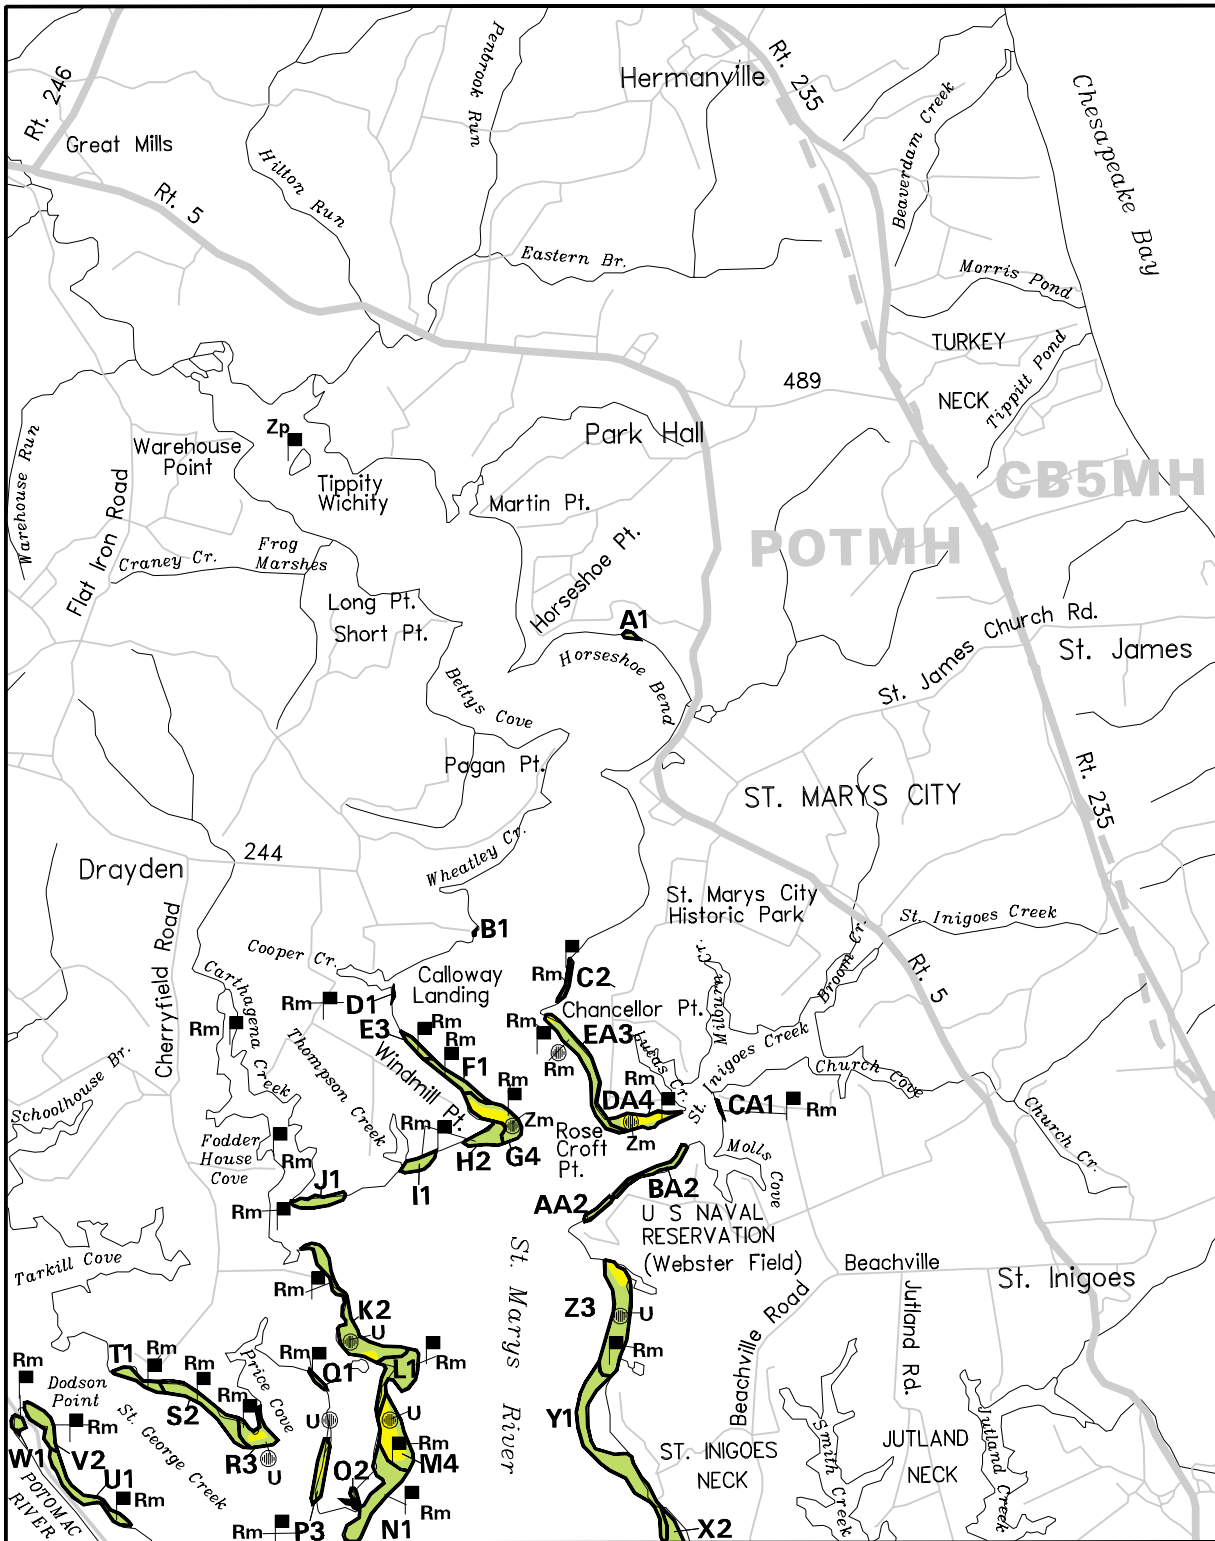 Rt. 246
Great Mills
Rt. 5
Hilton Run
Penbrook Run
Eastern Br.
Hermanville
Rt. 235
Beaverdam Creek
Chesapeake Bay
Morris Pond
TURKEY
NECK
Tippitt Pond
489
Park Hall
CB5MH
POTMH
Warehouse Run
Flat Iron Road
Warehouse
Point
Zp
Tippity
Wichity
Martin Pt.
Craney Cr.
Frog
Marshes
Horseshoe Pt.
Long Pt.
Short Pt.
A1
Horseshoe Bend
Bettys Cove
Pagan Pt.
St. James Church Rd.
St. James
Rt. 235
ST. MARYS CITY
244
Drayden
Wheatley Cr.
Cherryfield Road
B1
Cooper Cr.
Calloway
Landing
Carthagena Creek
St. Marys City
Historic Park
St. Inigoes Creek
Broom Cr.
Rt. 5
Milburn Cr.
Rm
C2
Chancellor Pt.
Rm
D1
Rm
E3
Rm
Rm
F1
Windmill Pt.
Thompson Creek
Rm
EA3
Rm
Lucas Cr.
St. Inigoes Creek
Church Cove
Church Cr.
Schoolhouse Br.
Rm
Rm
DA4
CA1
Rm
Rm
Zm
Zm
Rose
Croft
Pt.
Molls Cove
Fodder
House
Cove
Rm
H2
G4
I1
J1
Rm
BA2
AA2
U S NAVAL
RESERVATION
(Webster Field)
Beachville
St. Inigoes
Tarkill Cove
Rm
K2
U
St. Marys River
Z3
U
Rm
Beachville Road
Jutland Rd.
T1
Rm
Rm
Price Cove
Rm
Q1
L1
Rm
Rm
Dodson
Point
Rm
S2
Rm
St. George Creek
U
U
Y1
Smith Creek
Jutland Creek
ST. INIGOES
NECK
JUTLAND
NECK
W1
V2
R3
U
Rm
M4
O2
U1
Rm
POTOMAC
RIVER
Rm
P3
N1
Rm
X2